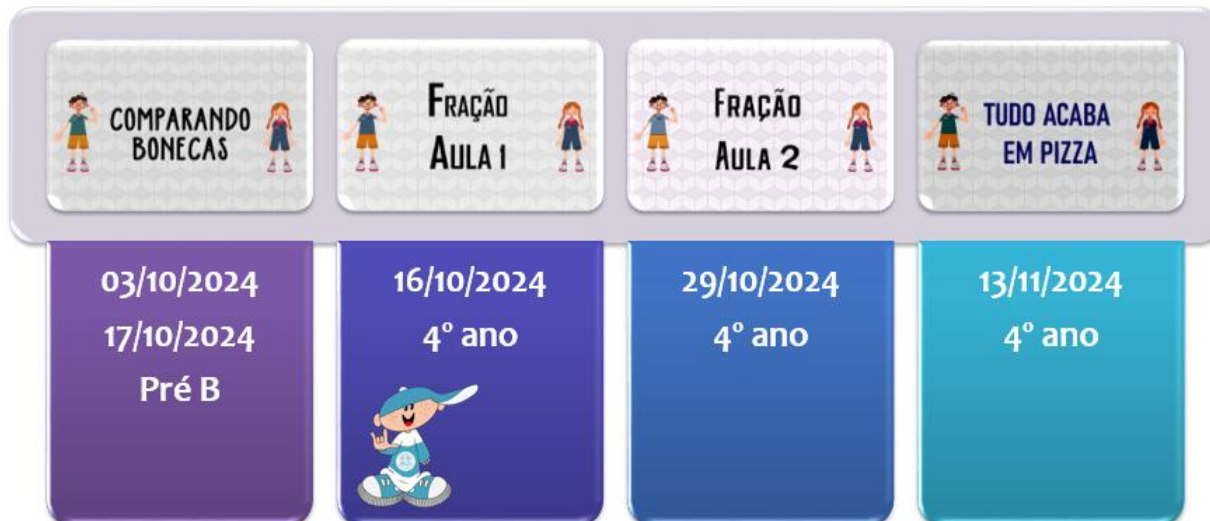 COMPARANDO
BONECAS
03/10/2024
17/10/2024
Pré B
FRAÇÃO
AULA 1
16/10/2024
4º ano
FRAÇÃO
AULA 2
29/10/2024
4º ano
TUDO ACABA
EM PIZZA
13/11/2024
4º ano